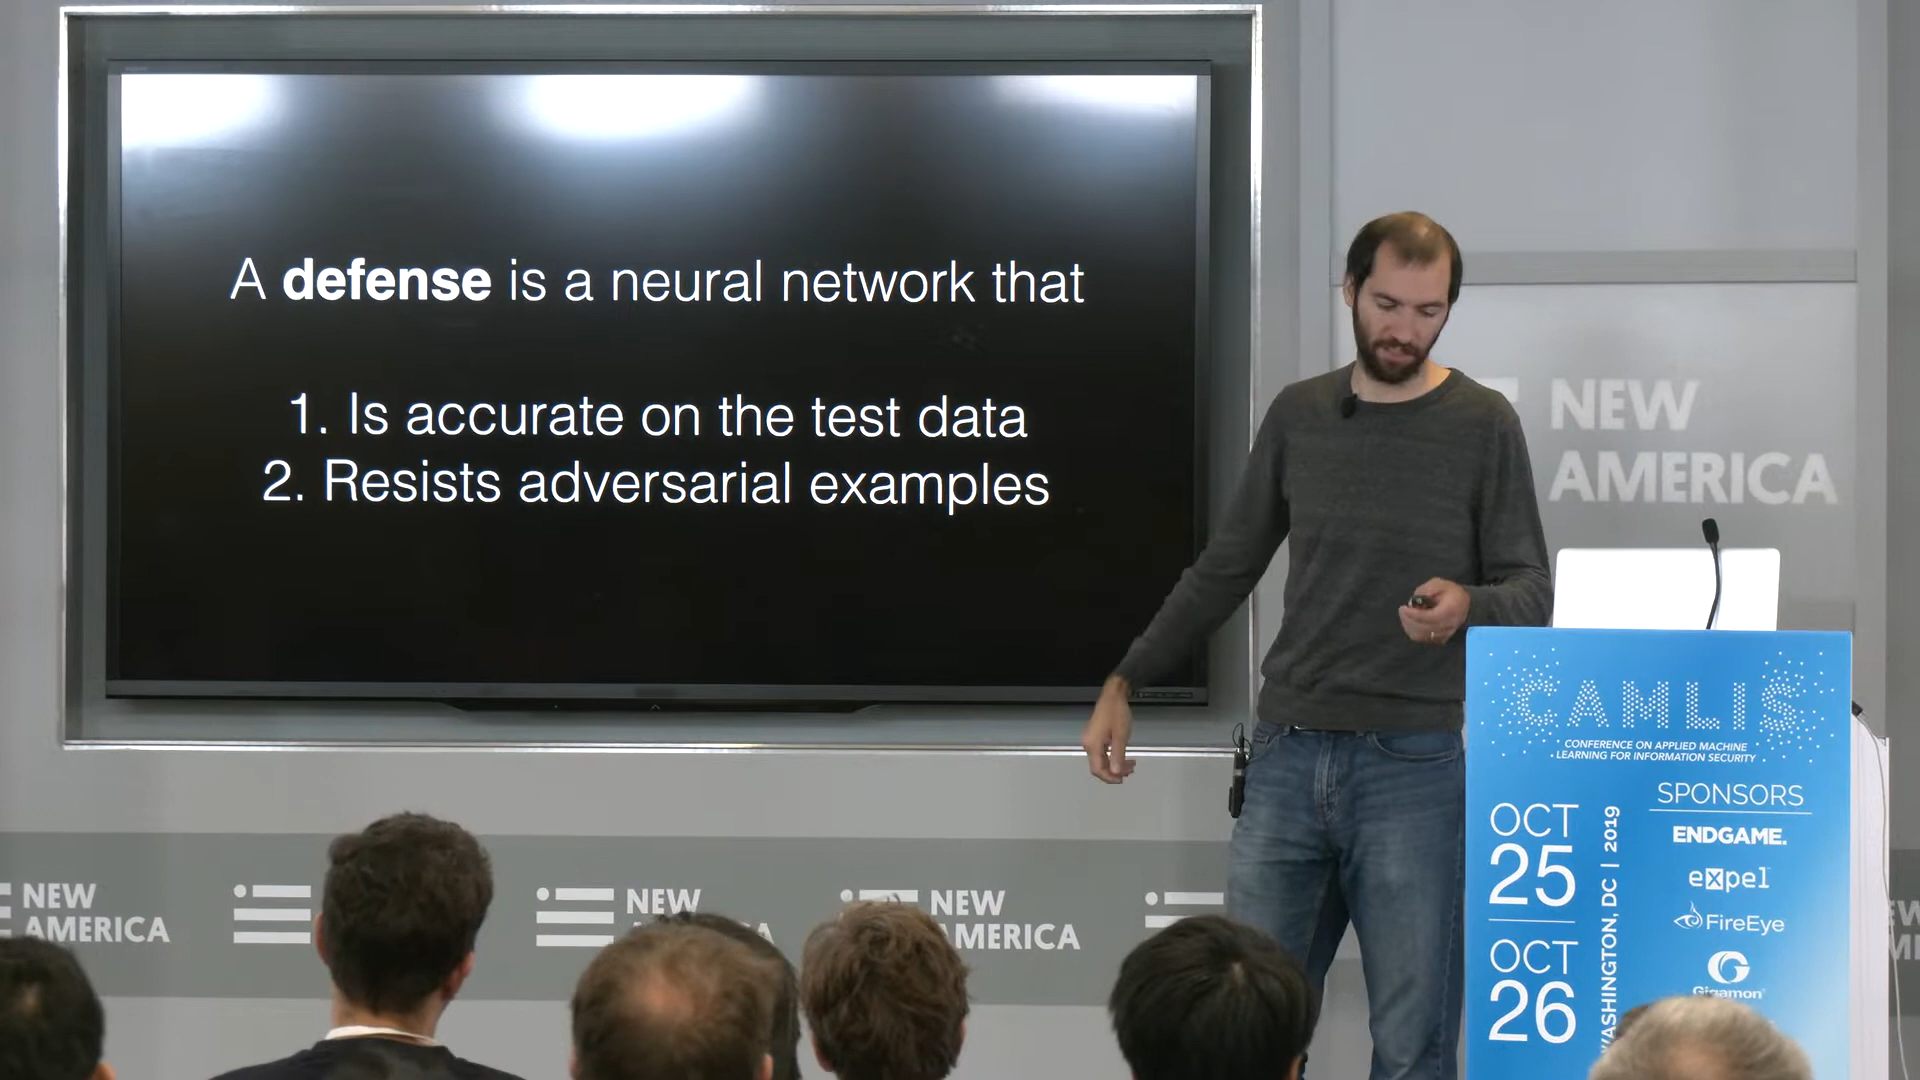 A defense is a neural network that
1. Is accurate on the test data
2. Resists adversarial examples
NEW
AMERICA
CAMLIS
CONFERENCE ON APPLIED MACHINE
LEARNING FOR INFORMATION SECURITY
SPONSORS
OCT
25
OCT
26
WASHINGTON, DC | 2019
ENDGAME.
expel
FireEye
Gigamon
NEW
AMERICA
NEW
NEW
AMERICA